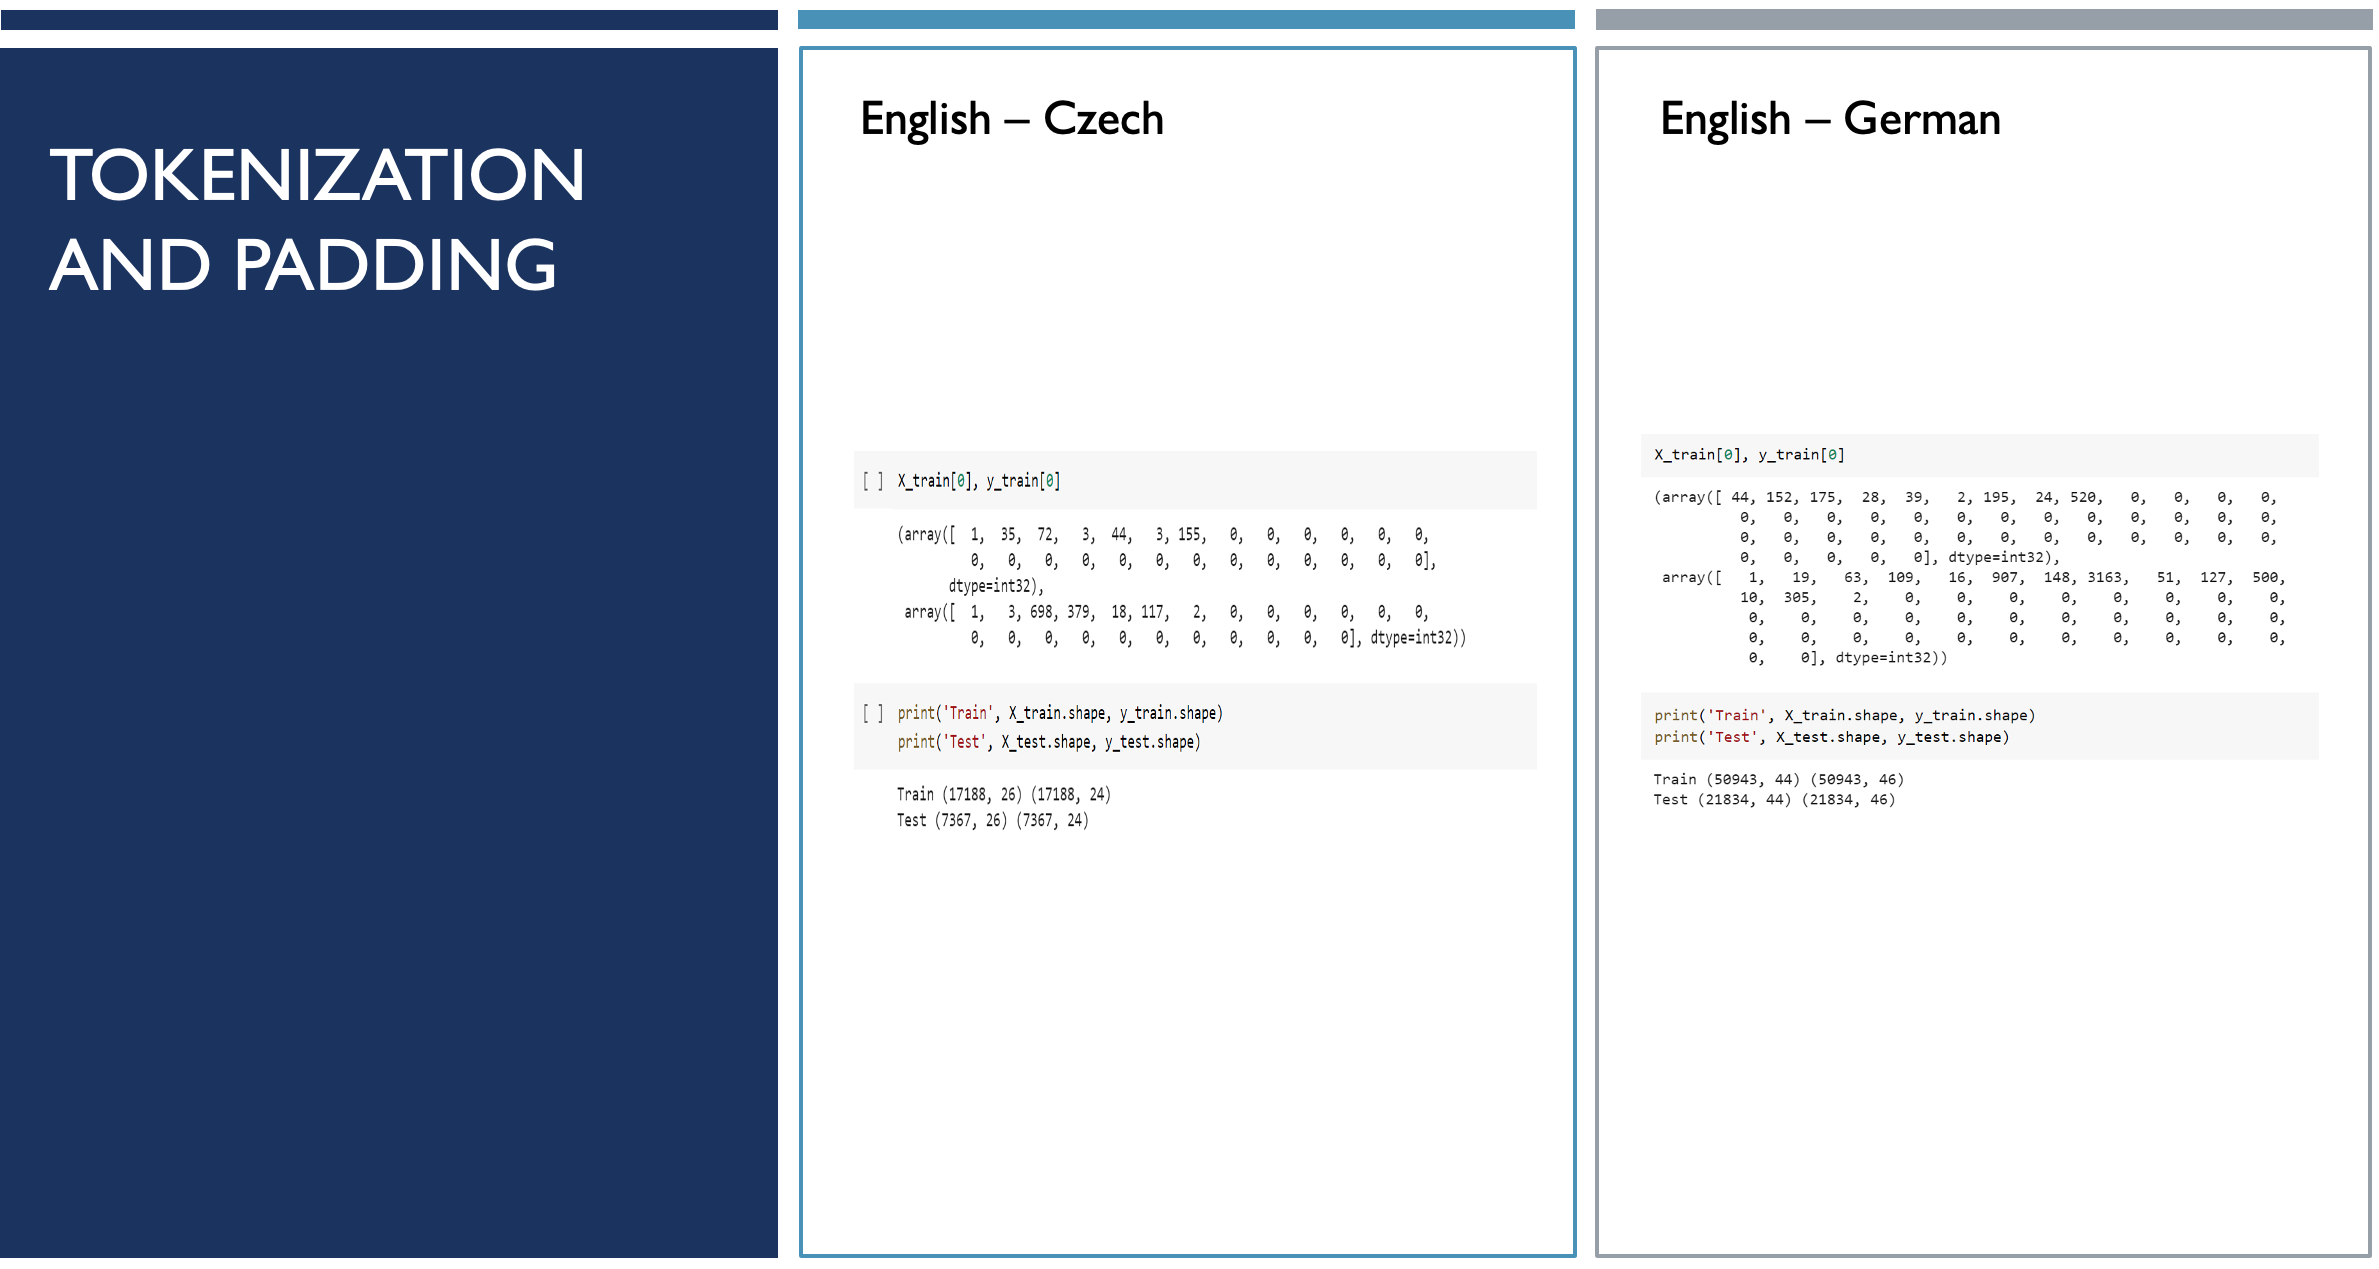 TOKENIZATION
AND PADDING
English – Czech
[ ] X_train[0], y_train[0]
(array([ 1, 35, 72, 3, 44, 3, 155, 0, 0, 0, 0, 0, 0,
0, 0, 0, 0, 0, 0, 0, 0, 0, 0, 0, 0, 0],
dtype=int32),
array([ 1, 3, 698, 379, 18, 117, 2, 0, 0, 0, 0, 0, 0,
0, 0, 0, 0, 0, 0, 0, 0, 0, 0, 0], dtype=int32))
[ ] print('Train', X_train.shape, y_train.shape)
print('Test', X_test.shape, y_test.shape)
Train (17188, 26) (17188, 24)
Test (7367, 26) (7367, 24)
English – German
X_train[0], y_train[0]
(array([ 44, 152, 175, 28, 39, 2, 195, 24, 520, 0, 0, 0, 0,
0, 0, 0, 0, 0, 0, 0, 0, 0, 0, 0, 0, 0,
0, 0, 0, 0, 0, 0, 0, 0, 0, 0, 0, 0, 0,
0, 0, 0, 0, 0], dtype=int32),
array([ 1, 19, 63, 109, 16, 907, 148, 3163, 51, 127, 500,
10, 305, 2, 0, 0, 0, 0, 0, 0, 0, 0,
0, 0, 0, 0, 0, 0, 0, 0, 0, 0, 0,
0, 0, 0, 0, 0, 0, 0, 0, 0, 0, 0,
0, 0], dtype=int32))
print('Train', X_train.shape, y_train.shape)
print('Test', X_test.shape, y_test.shape)
Train (50943, 44) (50943, 46)
Test (21834, 44) (21834, 46)